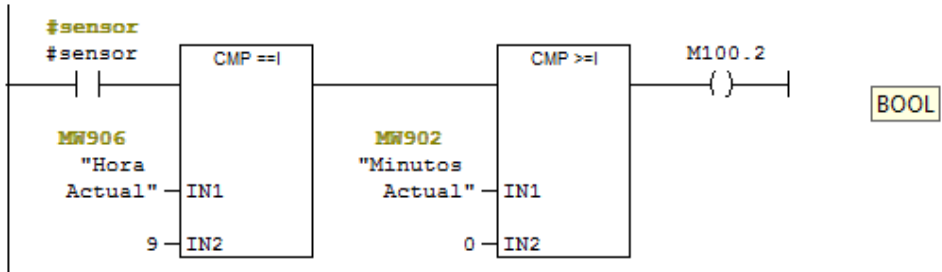 #sensor
#sensor
CMP ==I
CMP >=I
M100.2
( )
BOOL
MW906
"Hora
Actual"
IN1
9
IN2
MW902
"Minutos
Actual"
IN1
0
IN2